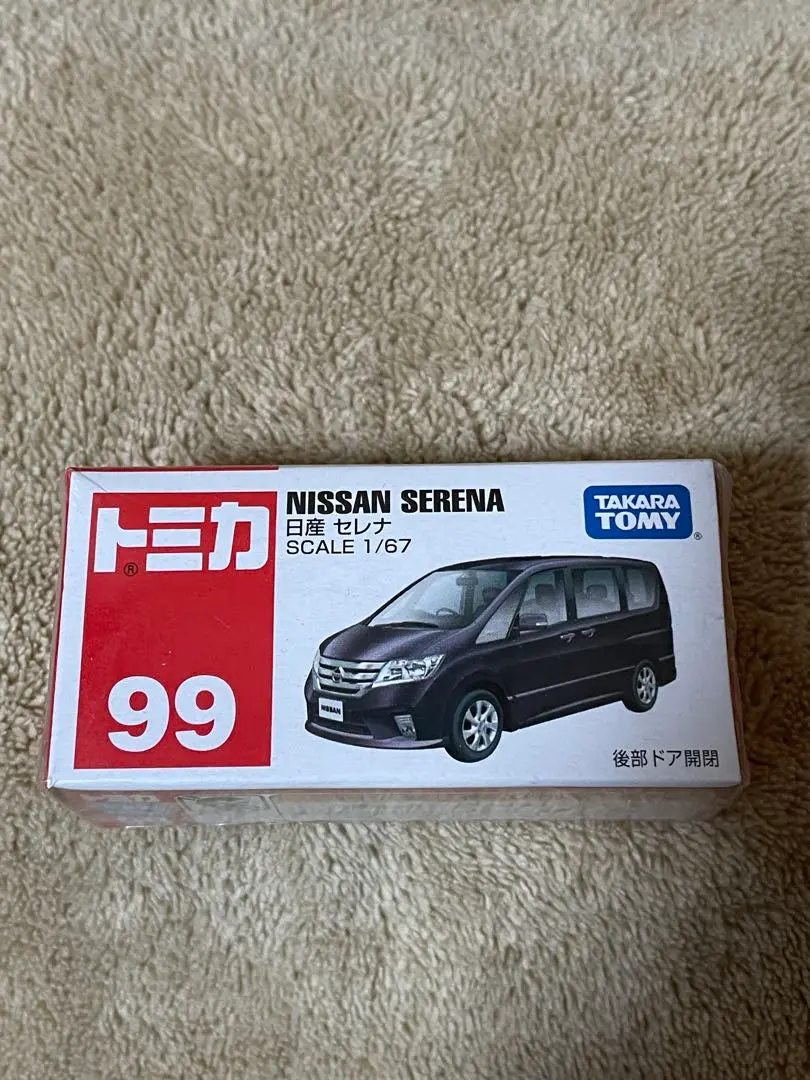 トミカ
®
99
NISSAN SERENA
日産 セレナ
SCALE 1/67
TAKARA
TOMY
®
NISSAN
後部ドア開閉